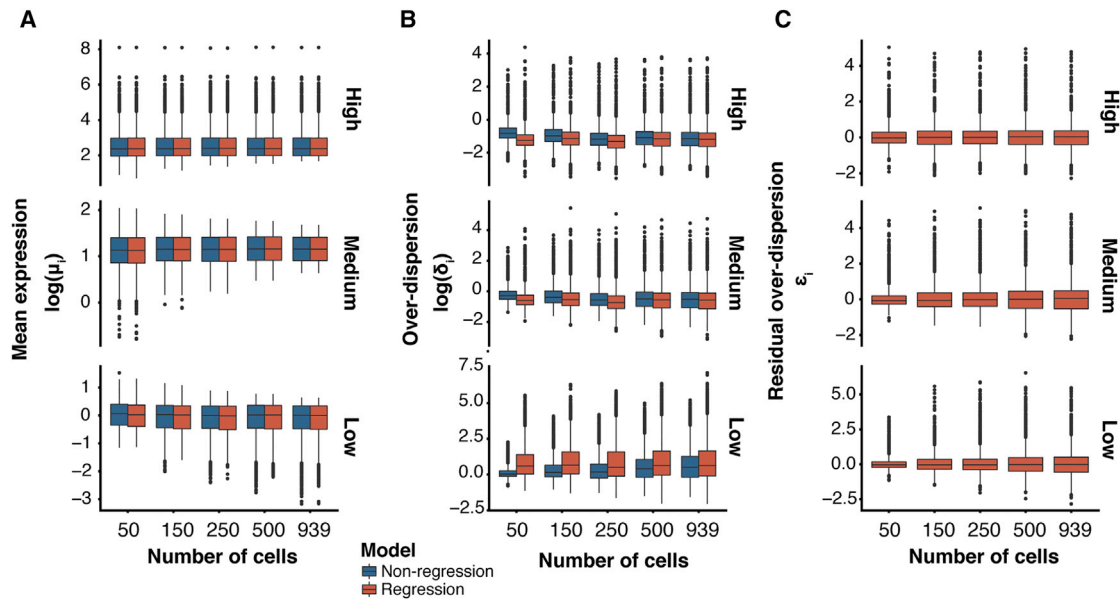 A
Mean expression
log(μi)
8
6
4
2
High
2
1
0
Medium
1
0
−1
−2
−3
Low
50 150 250 500 939
Number of cells
B
Over-dispersion
log(δi)
4
2
0
−2
High
4
2
0
−2
Medium
7.5
5.0
2.5
0.0
−2.5
Low
50 150 250 500 939
Number of cells
Model
Non-regression
Regression
C
Residual over-dispersion
εi
4
2
0
−2
High
4
2
0
−2
Medium
5.0
2.5
0.0
−2.5
Low
50 150 250 500 939
Number of cells